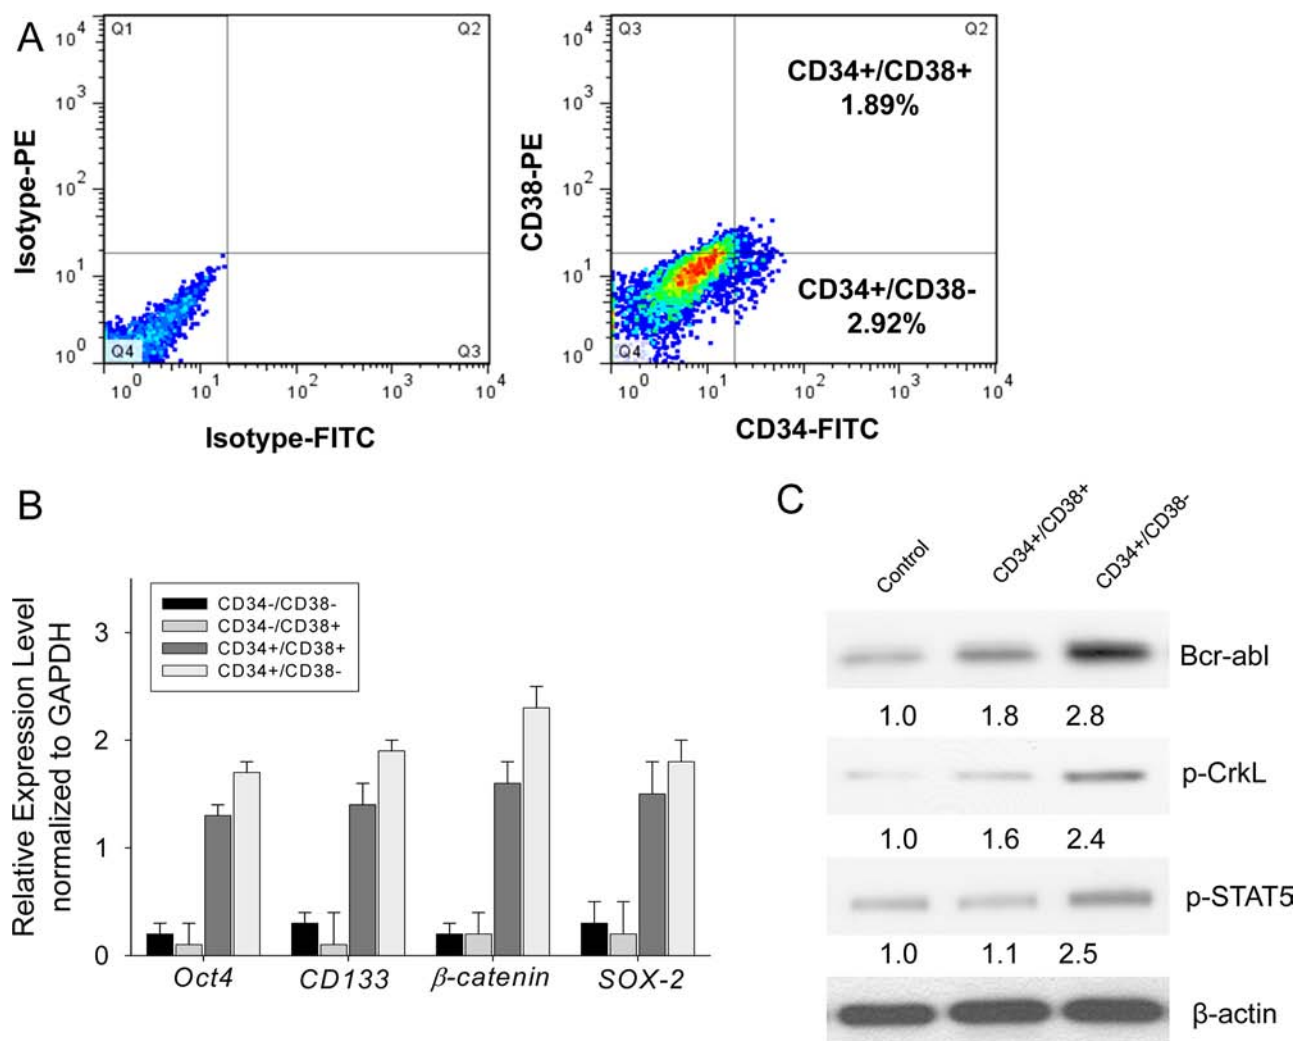 A
Q1
Q2
Q3
Q4
10^4
10^3
10^2
10^1
10^0
Isotype-PE
10^0
10^1
10^2
10^3
10^4
Isotype-FITC
Q3
Q2
Q4
CD34+/CD38+
1.89%
CD34+/CD38-
2.92%
10^4
10^3
10^2
10^1
10^0
CD38-PE
10^0
10^1
10^2
10^3
10^4
CD34-FITC
B
Relative Expression Level
normalized to GAPDH
3
2
1
0
CD34-/CD38-
CD34-/CD38+
CD34+/CD38+
CD34+/CD38-
Oct4
CD133
β-catenin
SOX-2
C
Control
CD34+/CD38+
CD34+/CD38-
Bcr-abl
1.0 1.8 2.8
p-CrkL
1.0 1.6 2.4
p-STAT5
1.0 1.1 2.5
β-actin